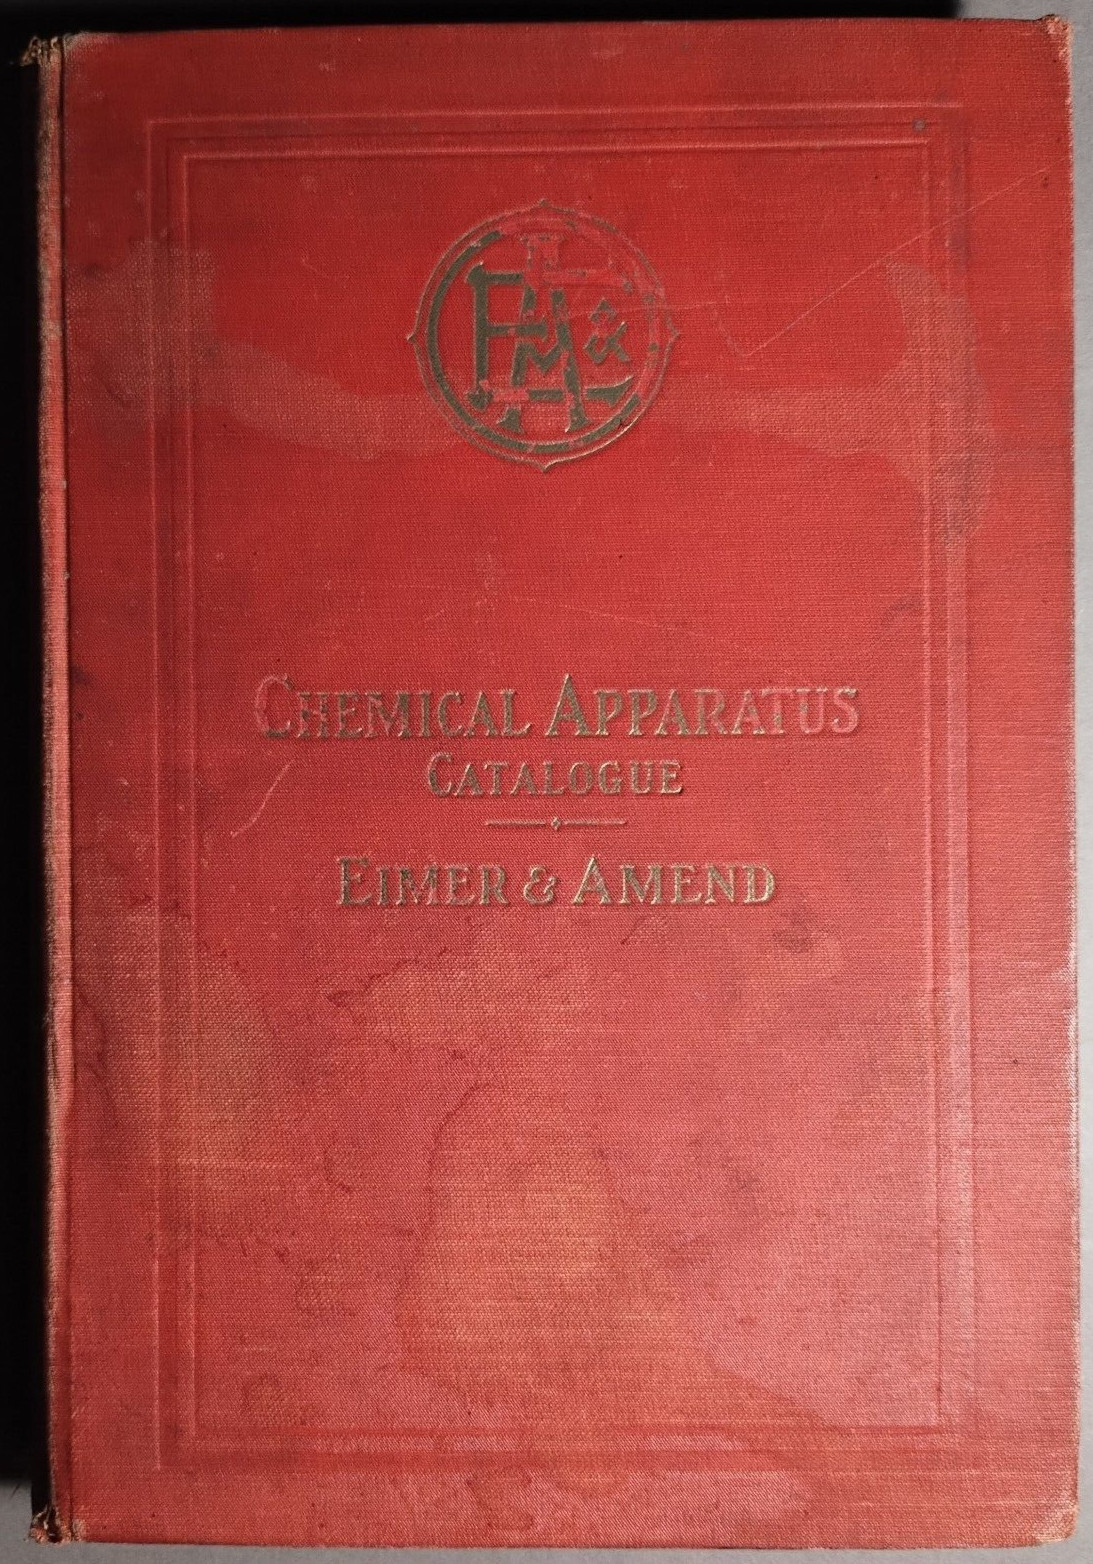 CHEMICAL APPARATUS
CATALOGUE
EIMER & AMEND